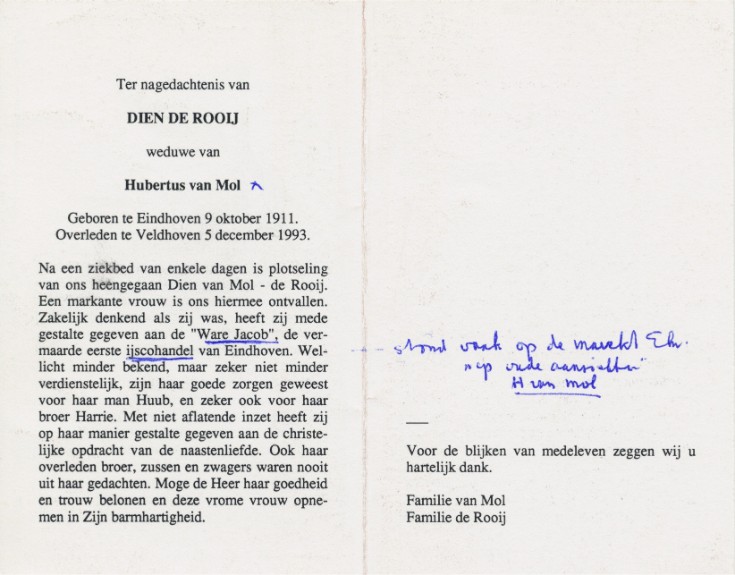 Ter nagedachtenis van
DIEN DE ROOIJ
weduwe van
Hubertus van Mol
Geboren te Eindhoven 9 oktober 1911.
Overleden te Veldhoven 5 december 1993.
Na een ziekbed van enkele dagen is plotseling
van ons heengegaan Dien van Mol - de Rooij.
Een markante vrouw is ons hiermee ontvallen.
Zakelijk denkend als zij was, heeft zij mede
gestalte gegeven aan de "Ware Jacob", de ver-
maarde eerste ijscohandel van Eindhoven. Wel-
licht minder bekend, maar zeker niet minder
verdienstelijk, zijn haar goede zorgen geweest
voor haar man Huub, en zeker ook voor haar
broer Harrie. Met niet aflatende inzet heeft zij
op haar manier gestalte gegeven aan de christe-
lijke opdracht van de naastenliefde. Ook haar
overleden broer, zussen en zwagers waren nooit
uit haar gedachten. Moge de Heer haar goedheid
en trouw belonen en deze vrome vrouw opne-
men in Zijn barmhartigheid.
stond vaak op de markt Ehv.
"op oude aanzichten"
H van Mol
Voor de blijken van medeleven zeggen wij u
hartelijk dank.
Familie van Mol
Familie de Rooij